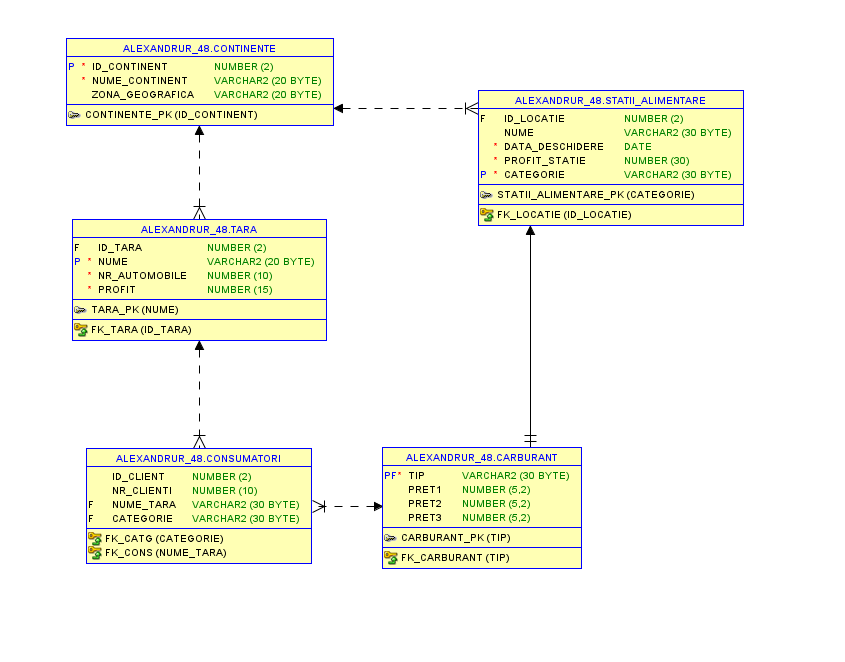 ALEXANDRUR_48.CONTINENTE
P * ID_CONTINENT NUMBER (2)
* NUME_CONTINENT VARCHAR2 (20 BYTE)
ZONA_GEOGRAFICA VARCHAR2 (20 BYTE)
CONTINENTE_PK (ID_CONTINENT)
ALEXANDRUR_48.STATII_ALIMENTARE
F ID_LOCATIE NUMBER (2)
NUME VARCHAR2 (30 BYTE)
* DATA_DESCHIDERE DATE
* PROFIT_STATIE NUMBER (30)
P * CATEGORIE VARCHAR2 (30 BYTE)
STATII_ALIMENTARE_PK (CATEGORIE)
FK_LOCATIE (ID_LOCATIE)
ALEXANDRUR_48.TARA
F ID_TARA NUMBER (2)
P * NUME VARCHAR2 (20 BYTE)
* NR_AUTOMOBILE NUMBER (10)
* PROFIT NUMBER (15)
TARA_PK (NUME)
FK_TARA (ID_TARA)
ALEXANDRUR_48.CONSUMATORI
ID_CLIENT NUMBER (2)
NR_CLIENTI NUMBER (10)
F NUME_TARA VARCHAR2 (30 BYTE)
F CATEGORIE VARCHAR2 (30 BYTE)
FK_CATG (CATEGORIE)
FK_CONS (NUME_TARA)
ALEXANDRUR_48.CARBURANT
PF* TIP VARCHAR2 (30 BYTE)
PRET1 NUMBER (5,2)
PRET2 NUMBER (5,2)
PRET3 NUMBER (5,2)
CARBURANT_PK (TIP)
FK_CARBURANT (TIP)